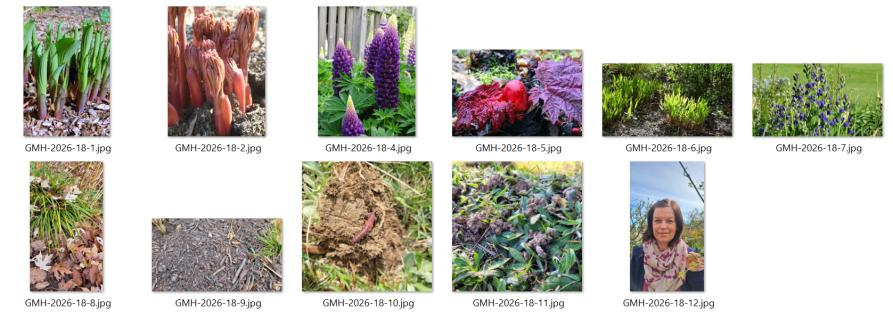 GMH-2026-18-1.jpg
GMH-2026-18-2.jpg
GMH-2026-18-4.jpg
GMH-2026-18-5.jpg
GMH-2026-18-6.jpg
GMH-2026-18-7.jpg
GMH-2026-18-8.jpg
GMH-2026-18-9.jpg
GMH-2026-18-10.jpg
GMH-2026-18-11.jpg
GMH-2026-18-12.jpg